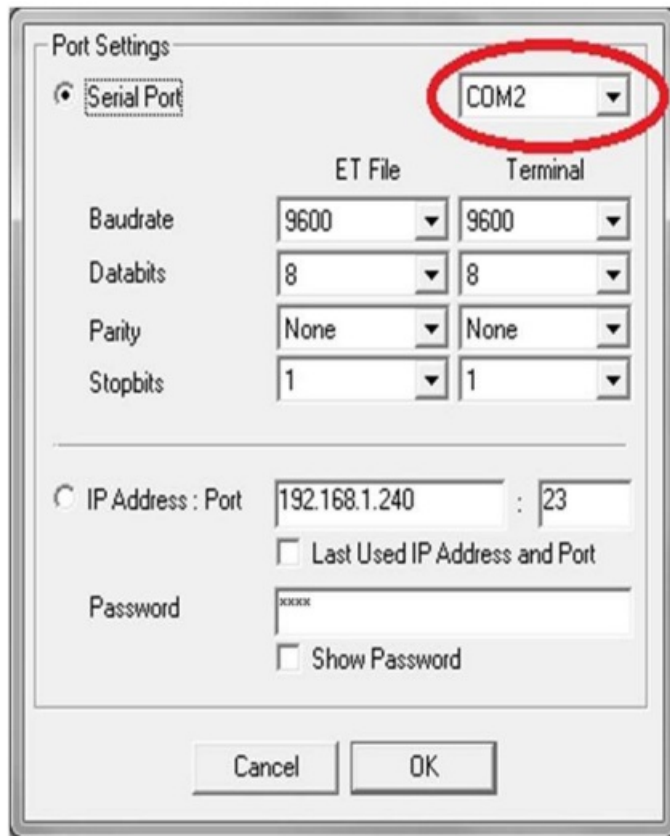 Port Settings
Serial Port COM2
ET File Terminal
Baudrate 9600 9600
Databits 8 8
Parity None None
Stopbits 1 1
IP Address : Port 192.168.1.240 : 23
Last Used IP Address and Port
Password xxxx
Show Password
Cancel OK